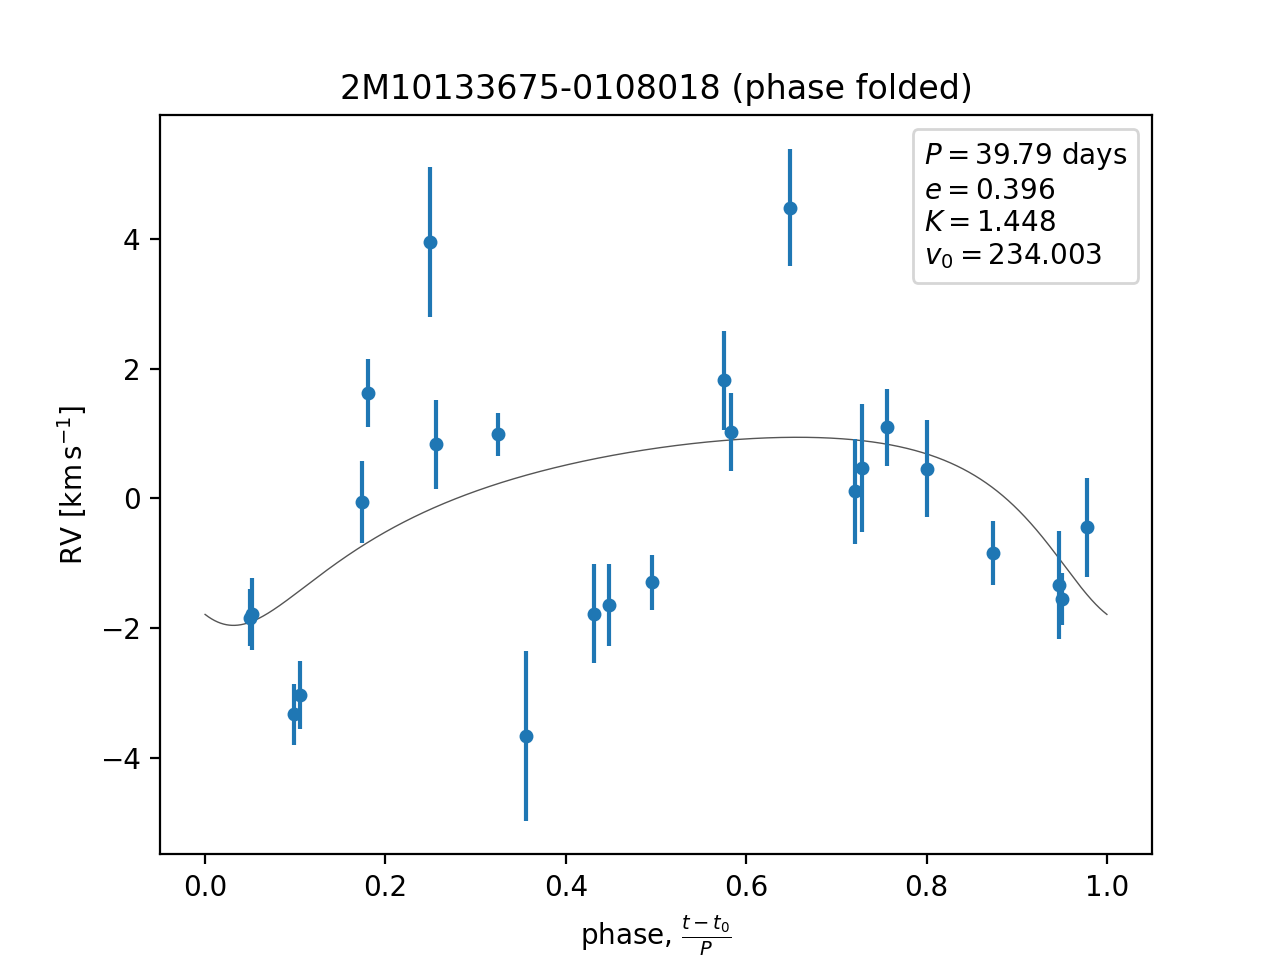 2M10133675-0108018 (phase folded)
P = 39.79 days
e = 0.396
K = 1.448
v₀ = 234.003
4
2
0
−2
−4
RV [km s⁻¹]
0.0 0.2 0.4 0.6 0.8 1.0
phase, (t − t₀)/P